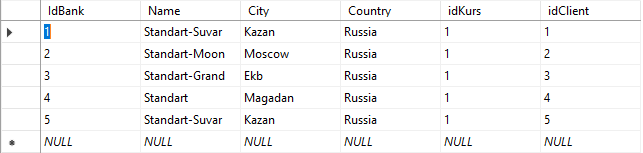 IdBank Name City Country idKurs idClient
1 Standart-Suvar Kazan Russia 1 1
2 Standart-Moon Moscow Russia 1 2
3 Standart-Grand Ekb Russia 1 3
4 Standart Magadan Russia 1 4
5 Standart-Suvar Kazan Russia 1 5
NULL NULL NULL NULL NULL NULL